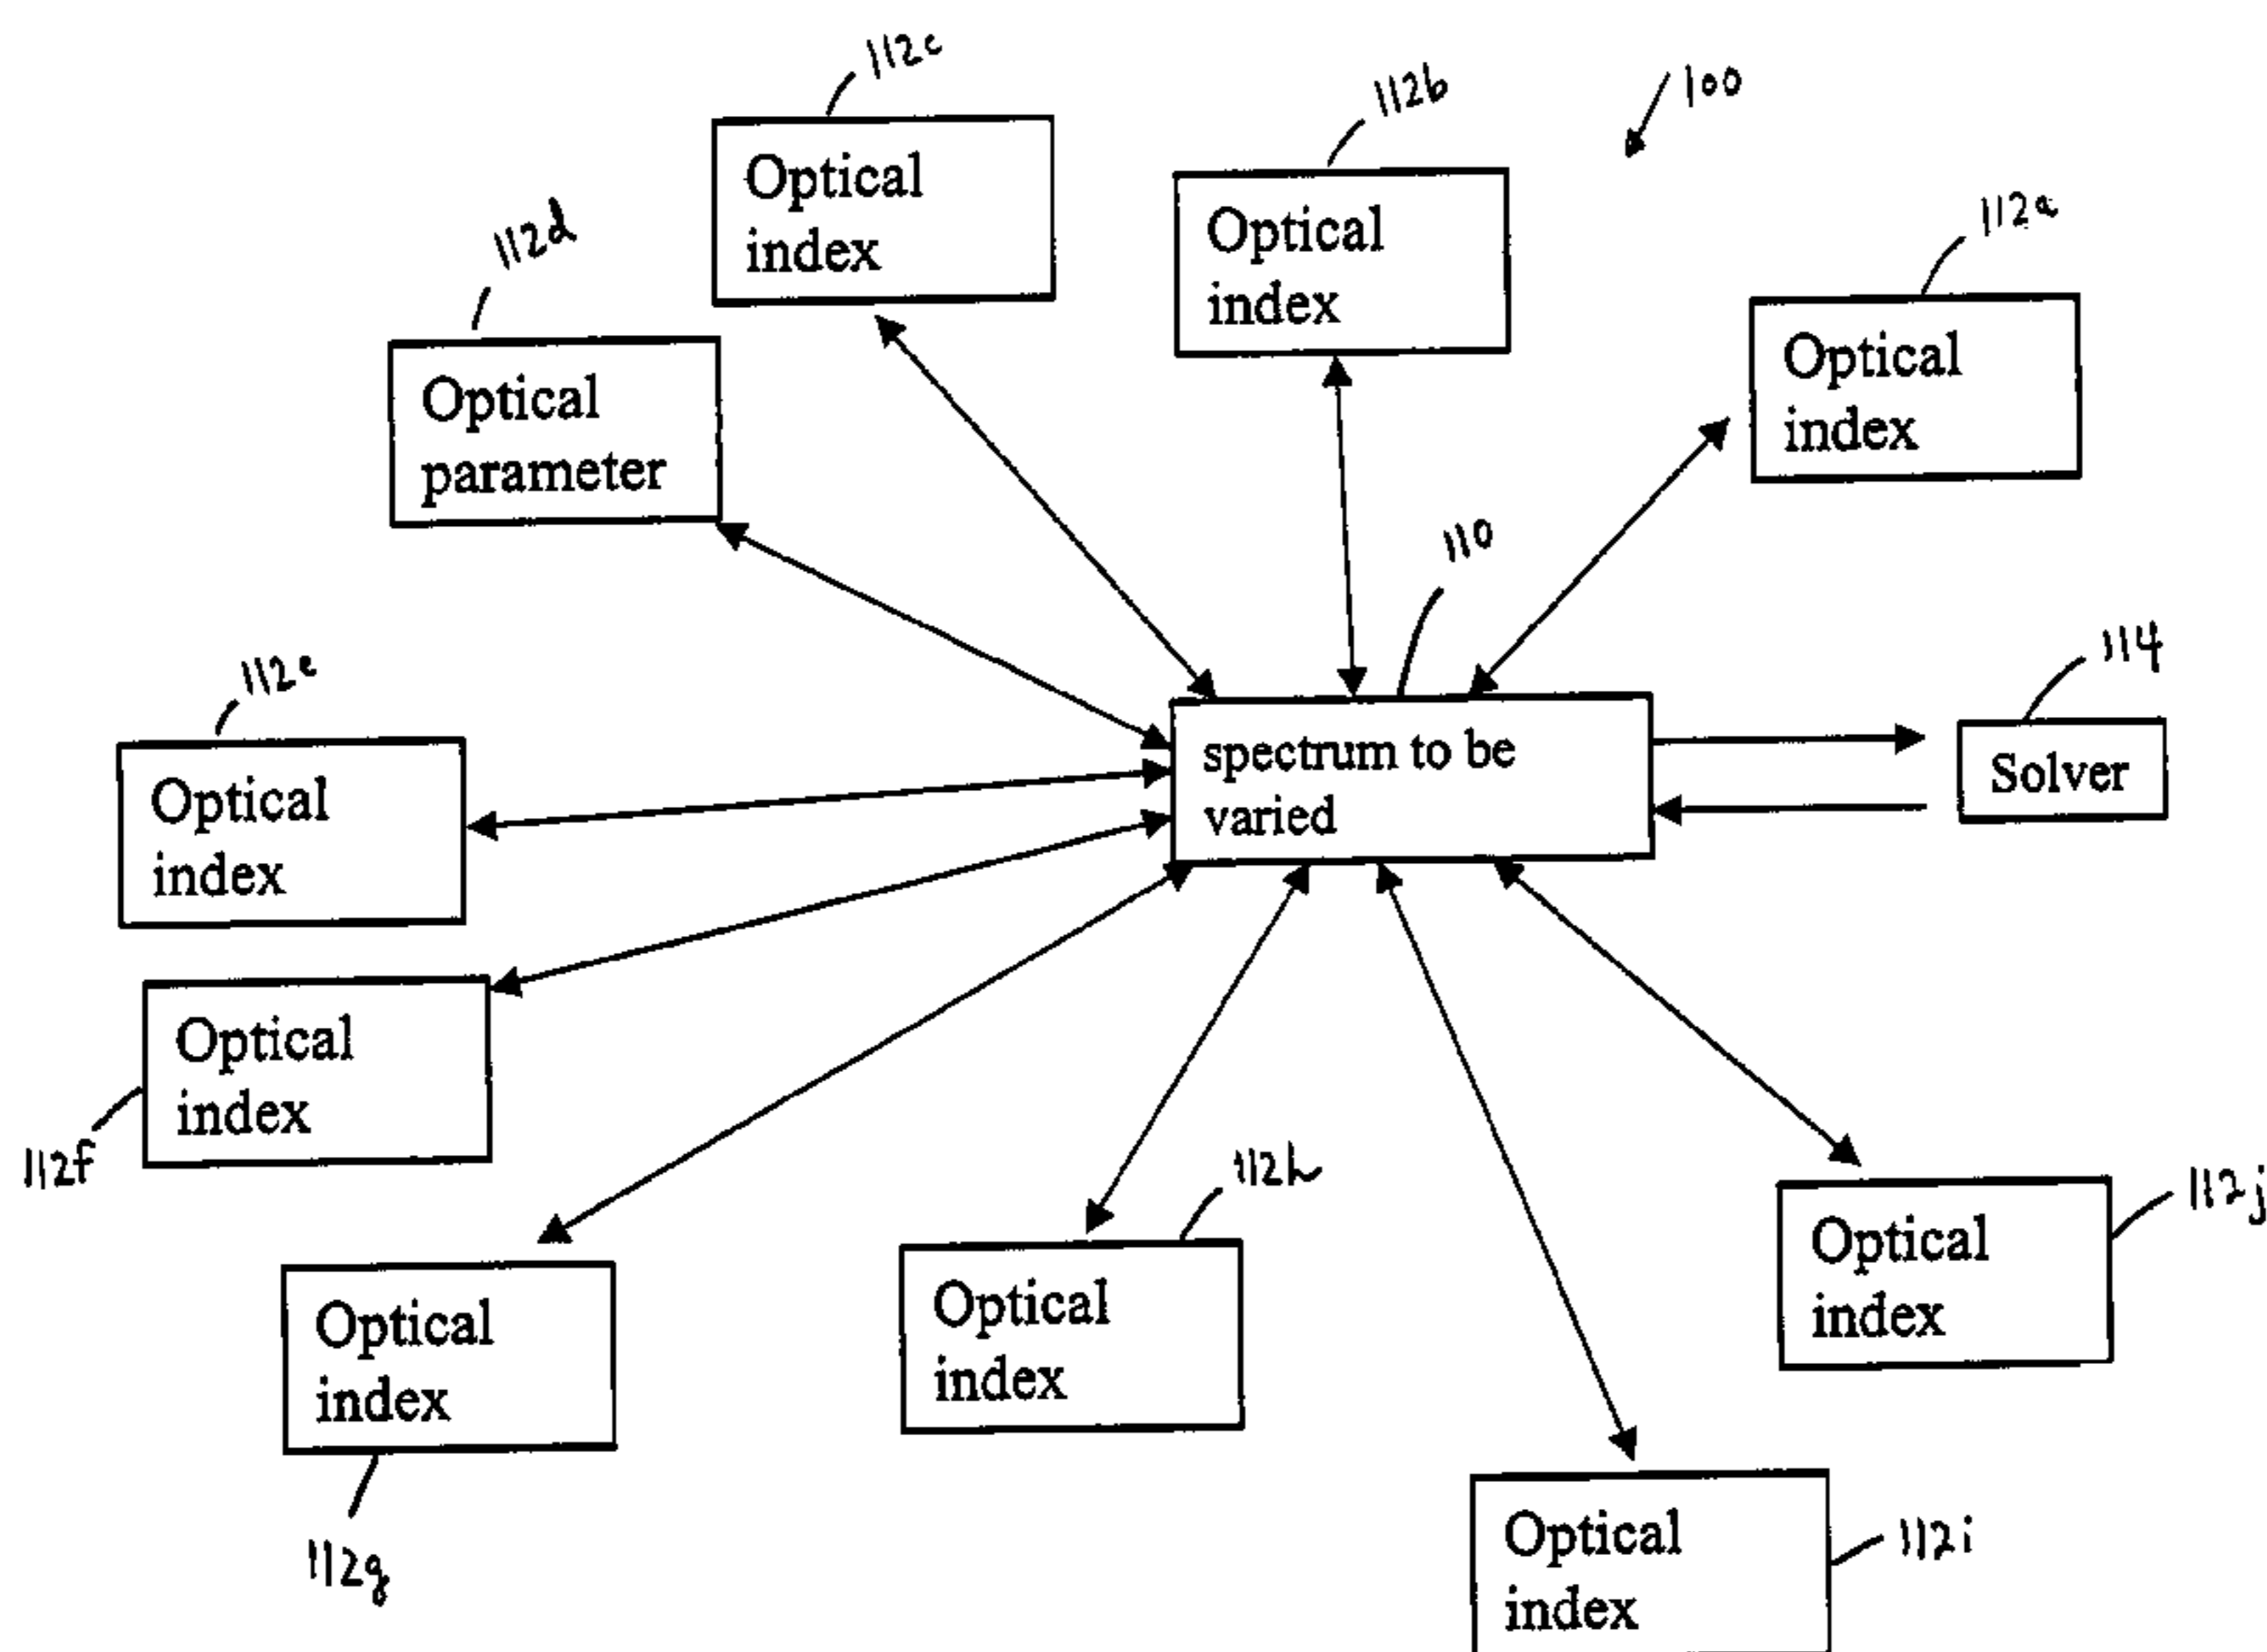 112c
112b
100
Optical
index
112a
Optical
index
112d
Optical
index
Optical
parameter
110
114
112e
spectrum to be
varied
Solver
Optical
index
Optical
index
112f
112h
112j
Optical
index
Optical
index
Optical
index
112g
112i
Optical
index